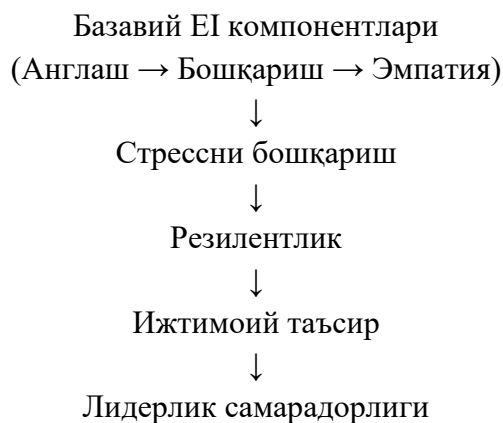 Базавий EI компонентлари
(Англаш → Бошқариш → Эмпатия)
↓
Стрессни бошқариш
↓
Резилентлик
↓
Ижтимоий таъсир
↓
Лидерлик самарадорлиги